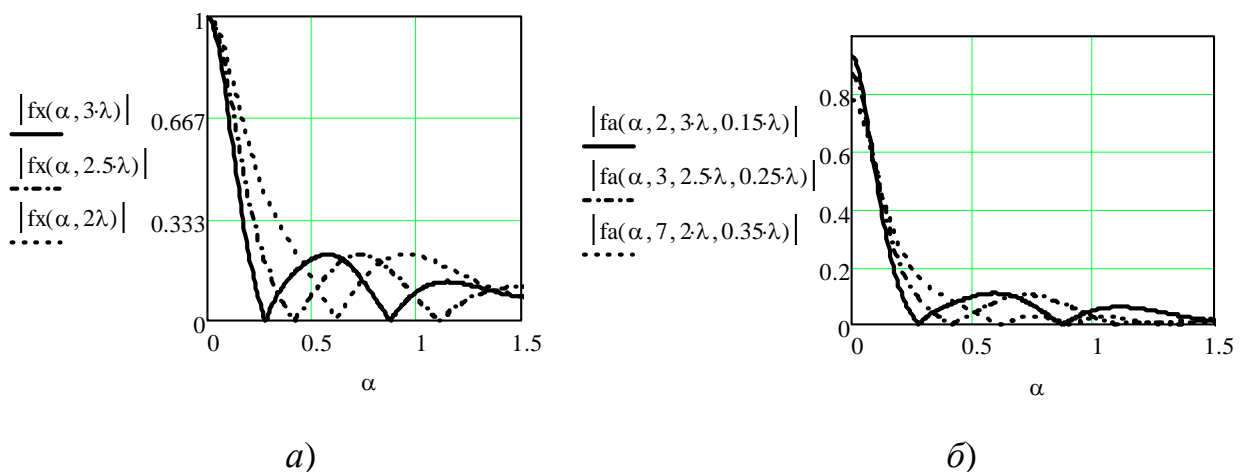 1
|fx(α, 3·λ)|
0.667
|fx(α, 2.5·λ)|
|fx(α, 2λ)|
0.333
0
0 0.5 1 1.5
α
а)
0.8
|fa(α, 2, 3·λ, 0.15·λ)|
0.6
|fa(α, 3, 2.5·λ, 0.25·λ)|
0.4
|fa(α, 7, 2·λ, 0.35·λ)|
0.2
0
0 0.5 1 1.5
α
б)